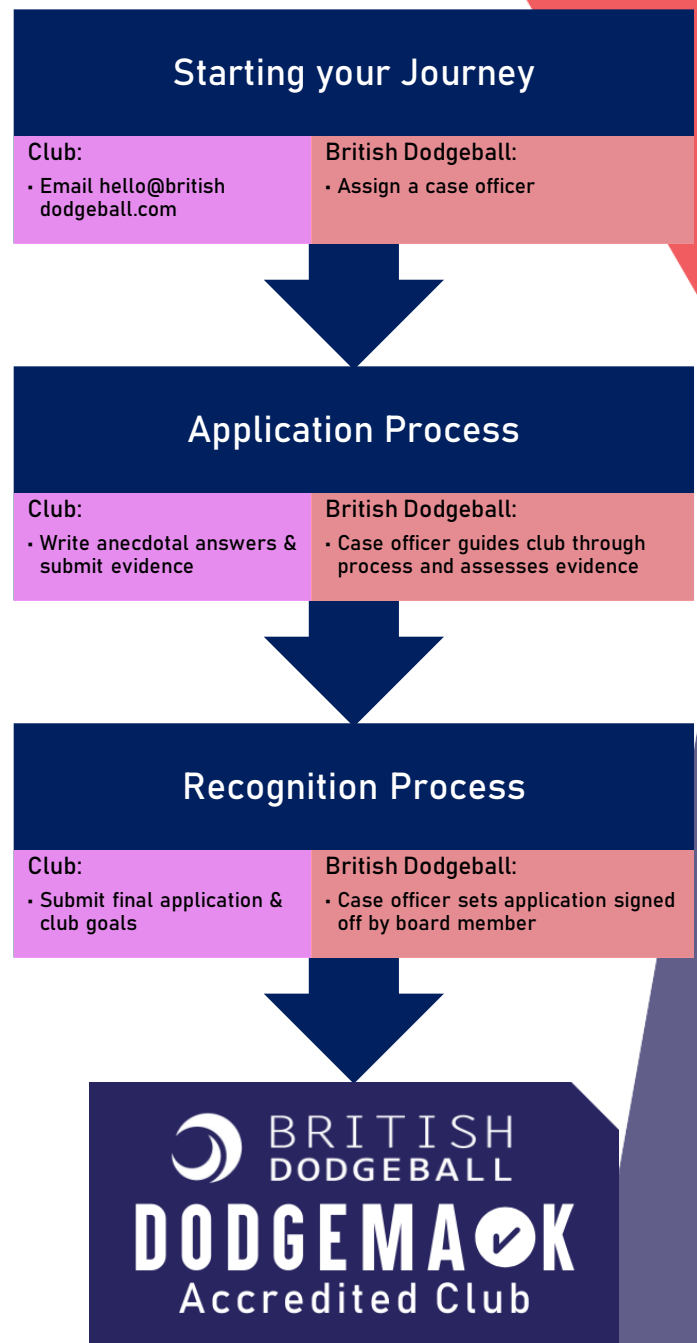 Starting your Journey
Club:
· Email hello@british
dodgeball.com
British Dodgeball:
· Assign a case officer
Application Process
Club:
· Write anecdotal answers &
submit evidence
British Dodgeball:
· Case officer guides club through
process and assesses evidence
Recognition Process
Club:
· Submit final application &
club goals
British Dodgeball:
· Case officer sets application signed
off by board member
BRITISH
DODGEBALL
DODGEMARK
Accredited Club